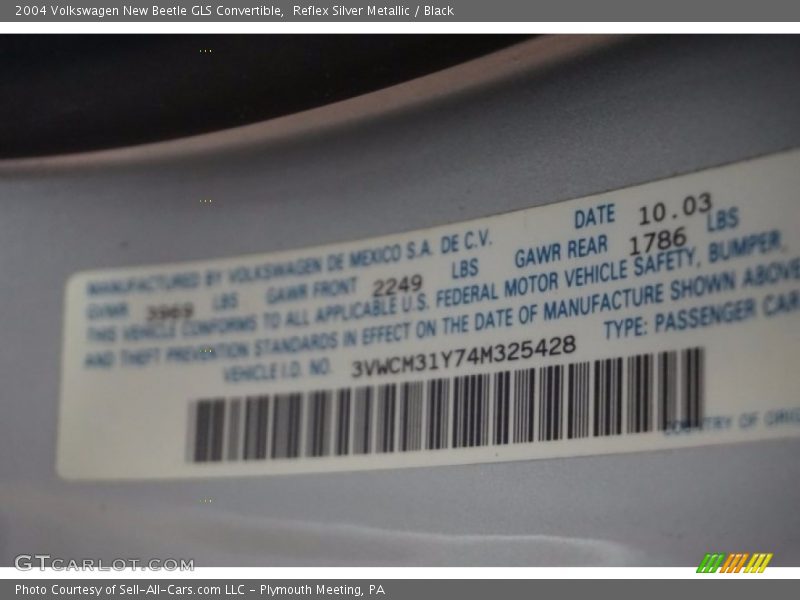 2004 Volkswagen New Beetle GLS Convertible,  Reflex Silver Metallic / Black
MANUFACTURED BY VOLKSWAGEN DE MEXICO S.A. DE C.V. DATE 10.03
GVWR 3969 LBS GAWR FRONT 2249 LBS GAWR REAR 1786 LBS
THIS VEHICLE CONFORMS TO ALL APPLICABLE U.S. FEDERAL MOTOR VEHICLE SAFETY, BUMPER,
AND THEFT PREVENTION STANDARDS IN EFFECT ON THE DATE OF MANUFACTURE SHOWN ABOVE
VEHICLE I.D. NO. 3VWCM31Y74M325428 TYPE: PASSENGER CAR
COUNTRY OF ORIG
GTCARLOT.COM
Photo Courtesy of Sell-All-Cars.com LLC - Plymouth Meeting, PA